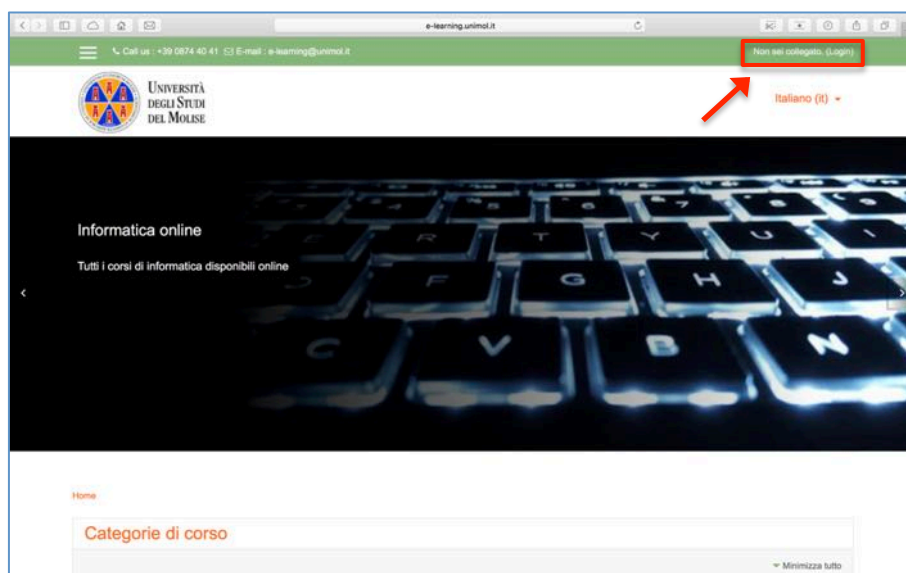 e-learning.unimol.it
Call us : +39 0874 40 41 E-mail : e-learning@unimol.it
Non sei collegato. (Login)
UNIVERSITÀ
DEGLI STUDI
DEL MOLISE
Italiano (it)
Informatica online
Tutti i corsi di informatica disponibili online
E R T Y U I
D F G H J
C V B N
Home
Categorie di corso
Minimizza tutto